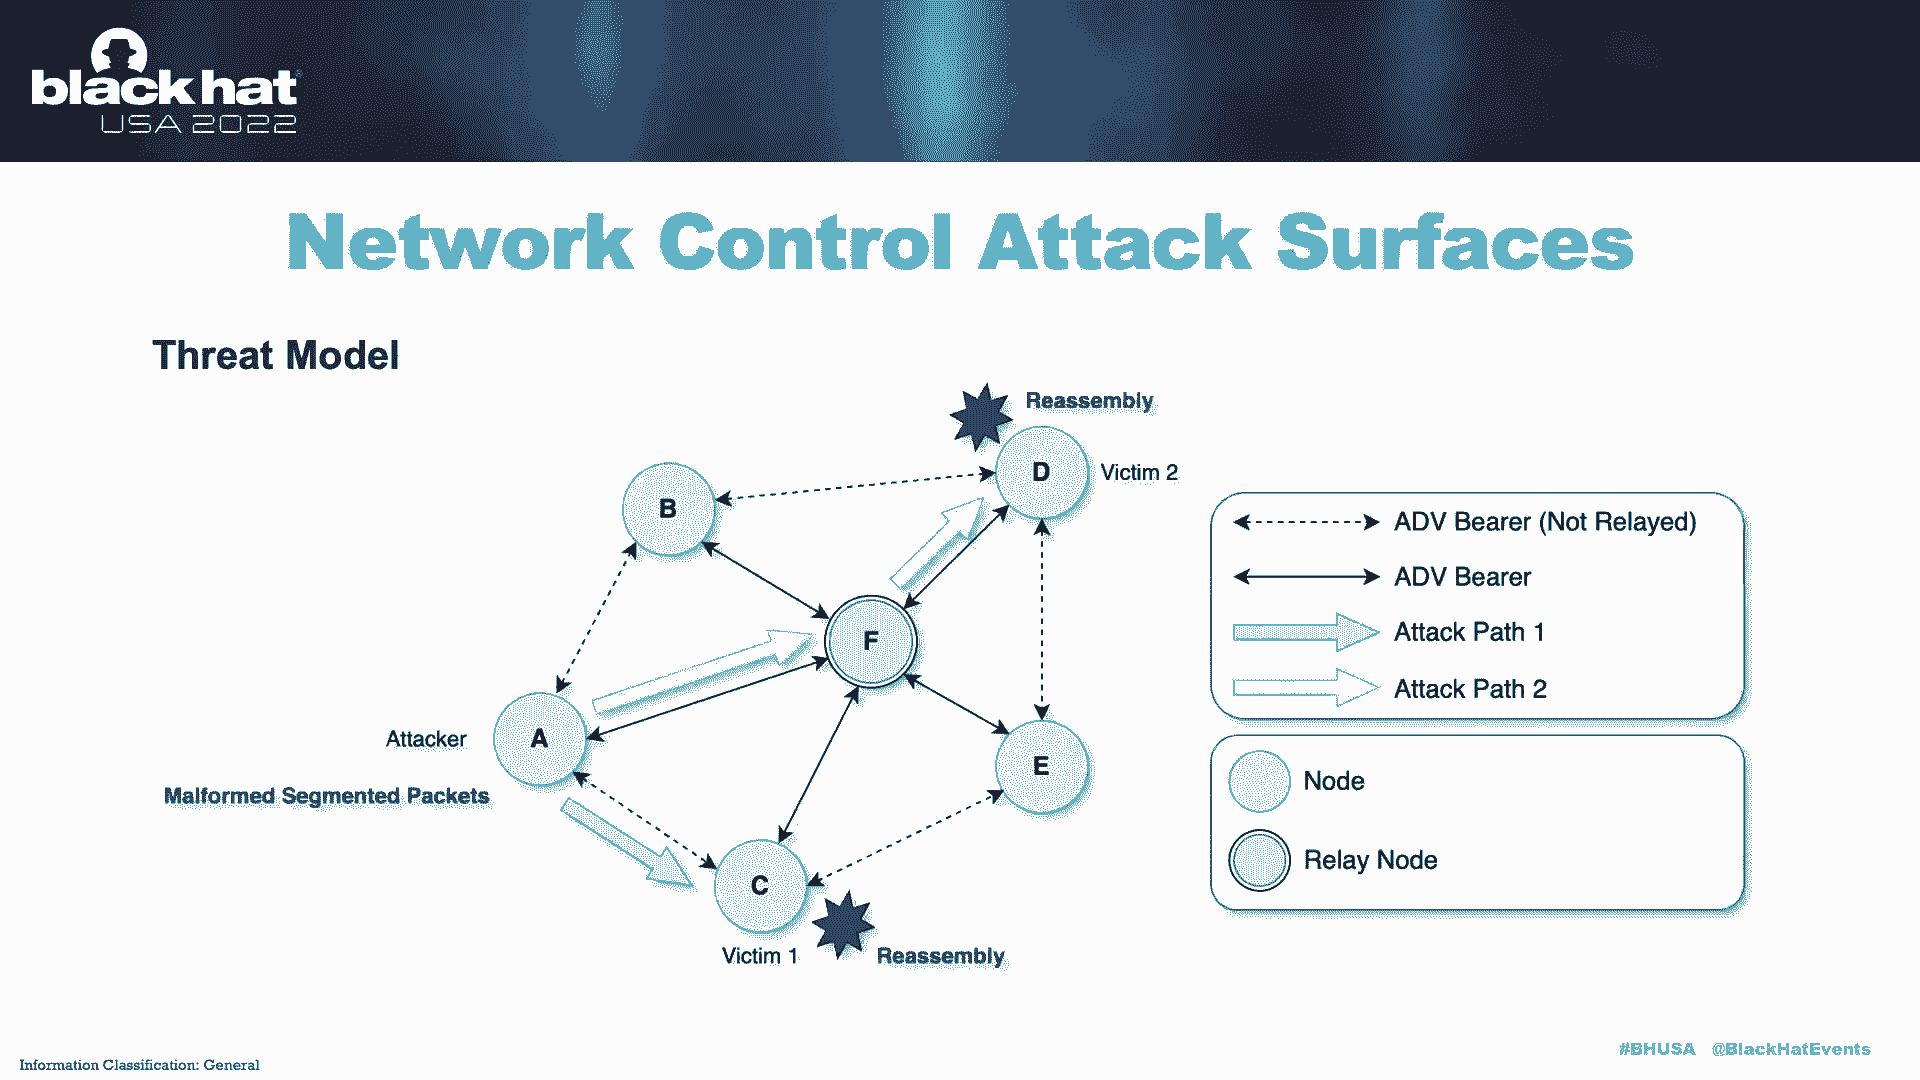 black hat
USA 2022
Network Control Attack Surfaces
Threat Model
Reassembly
D
Victim 2
B
F
Attacker
A
Malformed Segmented Packets
E
C
Victim 1
Reassembly
ADV Bearer (Not Relayed)
ADV Bearer
Attack Path 1
Attack Path 2
Node
Relay Node
#BHUSA @BlackHatEvents
Information Classification: General